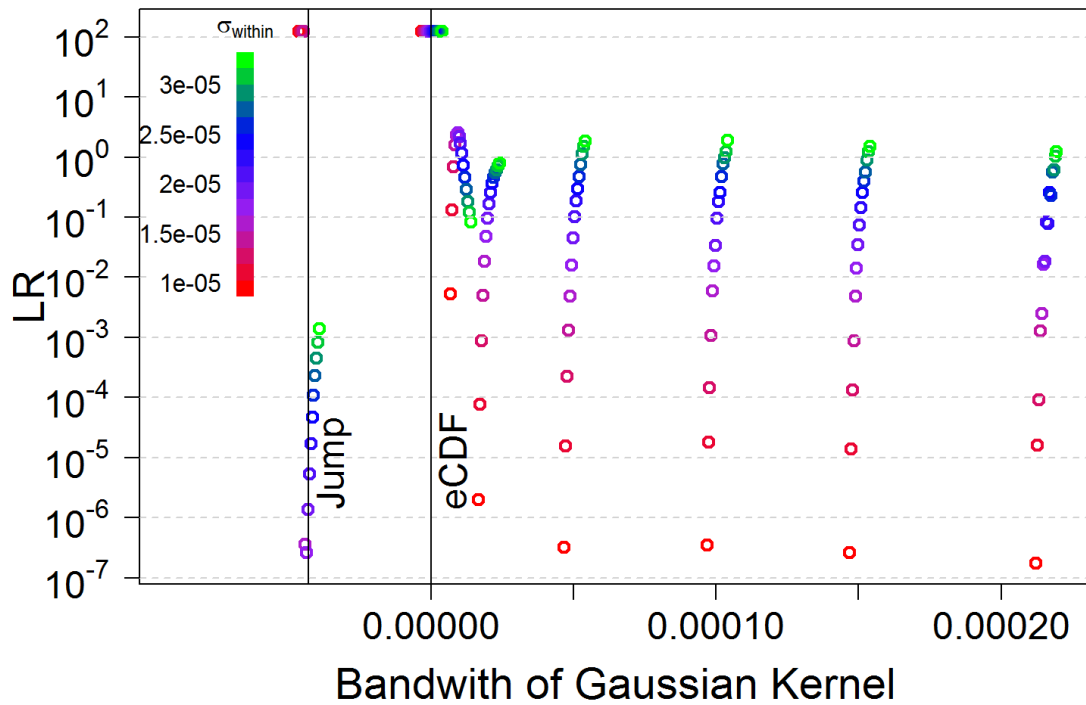 σwithin
3e-05
2.5e-05
2e-05
1.5e-05
1e-05
10^2
10^1
10^0
10^-1
10^-2
10^-3
10^-4
10^-5
10^-6
10^-7
LR
Jump
eCDF
0.00000
0.00010
0.00020
Bandwith of Gaussian Kernel